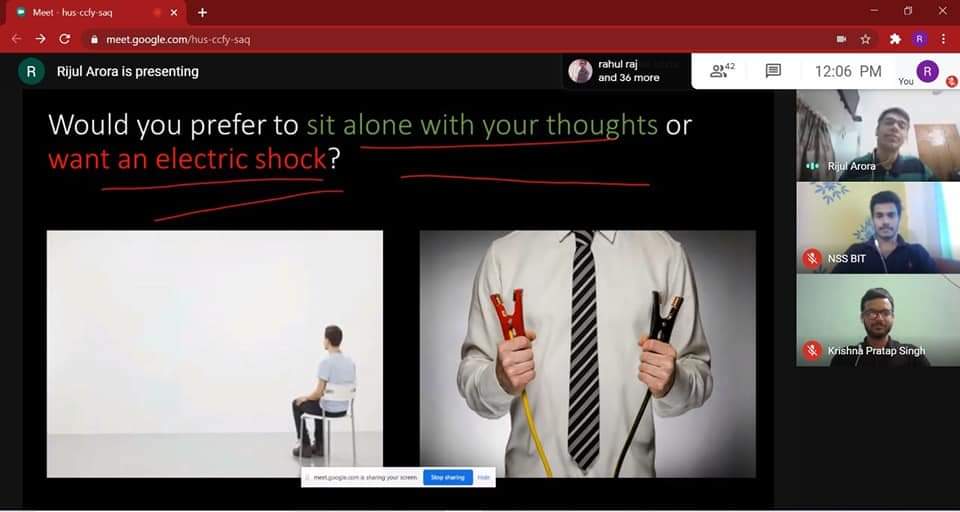 Meet - hus-ccfy-saq
meet.google.com/hus-ccfy-saq
R
R
Rijul Arora is presenting
rahul raj
and 36 more
42
12:06 PM
You
R
Would you prefer to sit alone with your thoughts or
want an electric shock?
Rijul Arora
NSS BIT
Krishna Pratap Singh
meet.google.com is sharing your screen.
Stop sharing
Hide